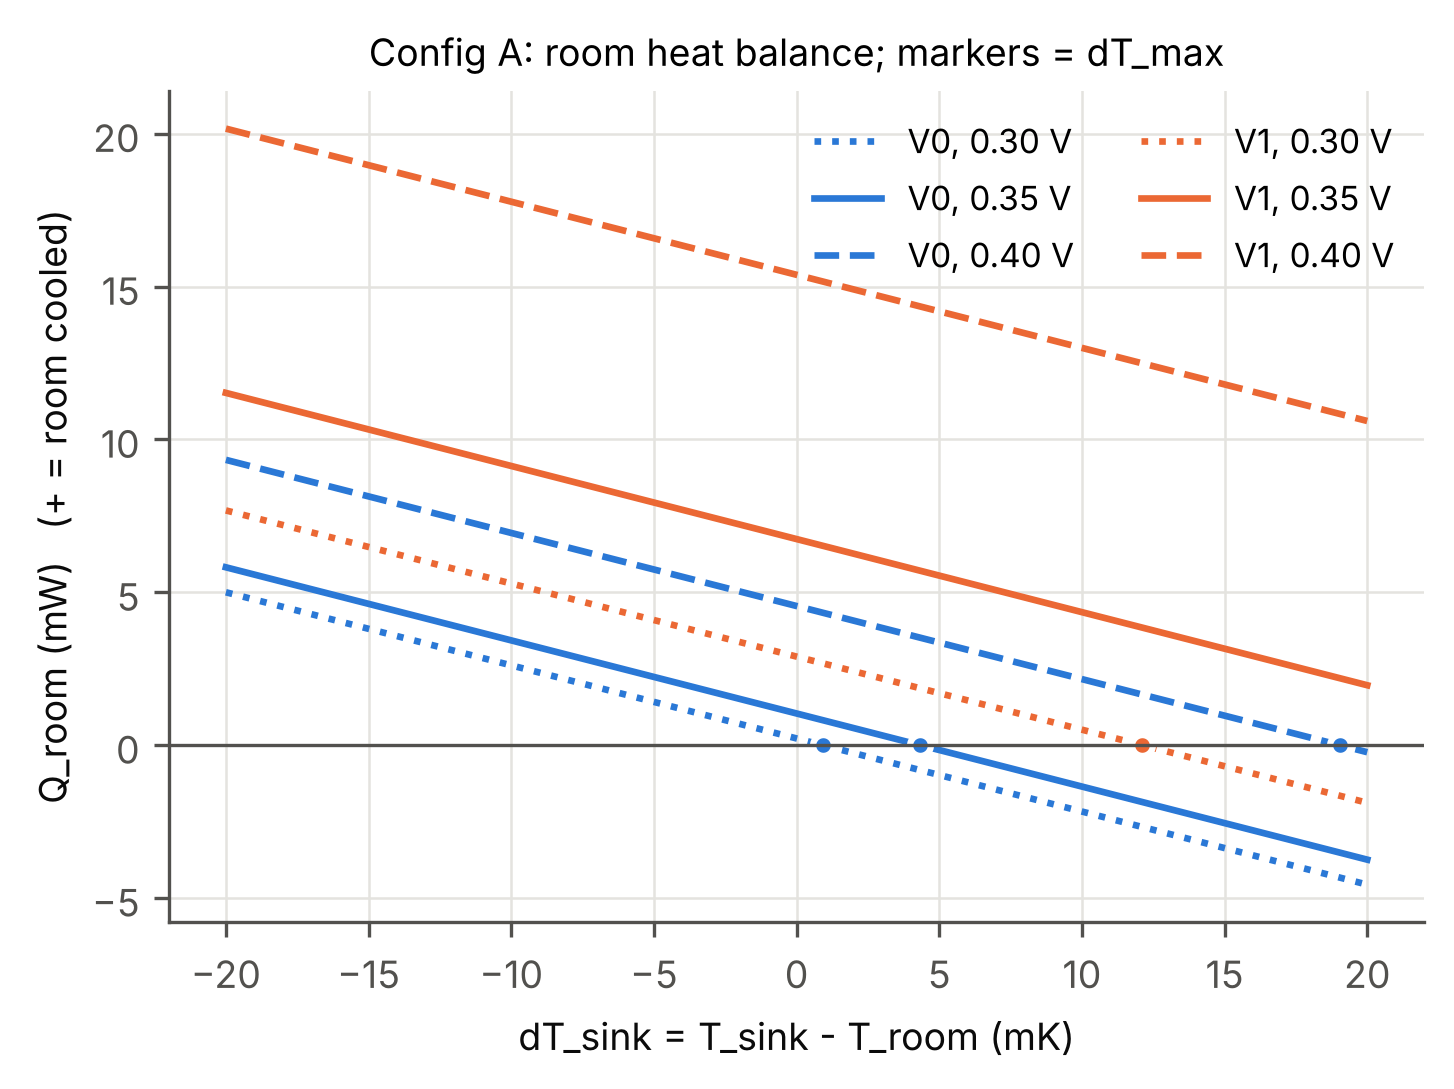 Config A: room heat balance; markers = dT_max
V0, 0.30 V
V0, 0.35 V
V0, 0.40 V
V1, 0.30 V
V1, 0.35 V
V1, 0.40 V
Q_room (mW)   (+ = room cooled)
20
15
10
5
0
−5
−20
−15
−10
−5
0
5
10
15
20
dT_sink = T_sink - T_room (mK)